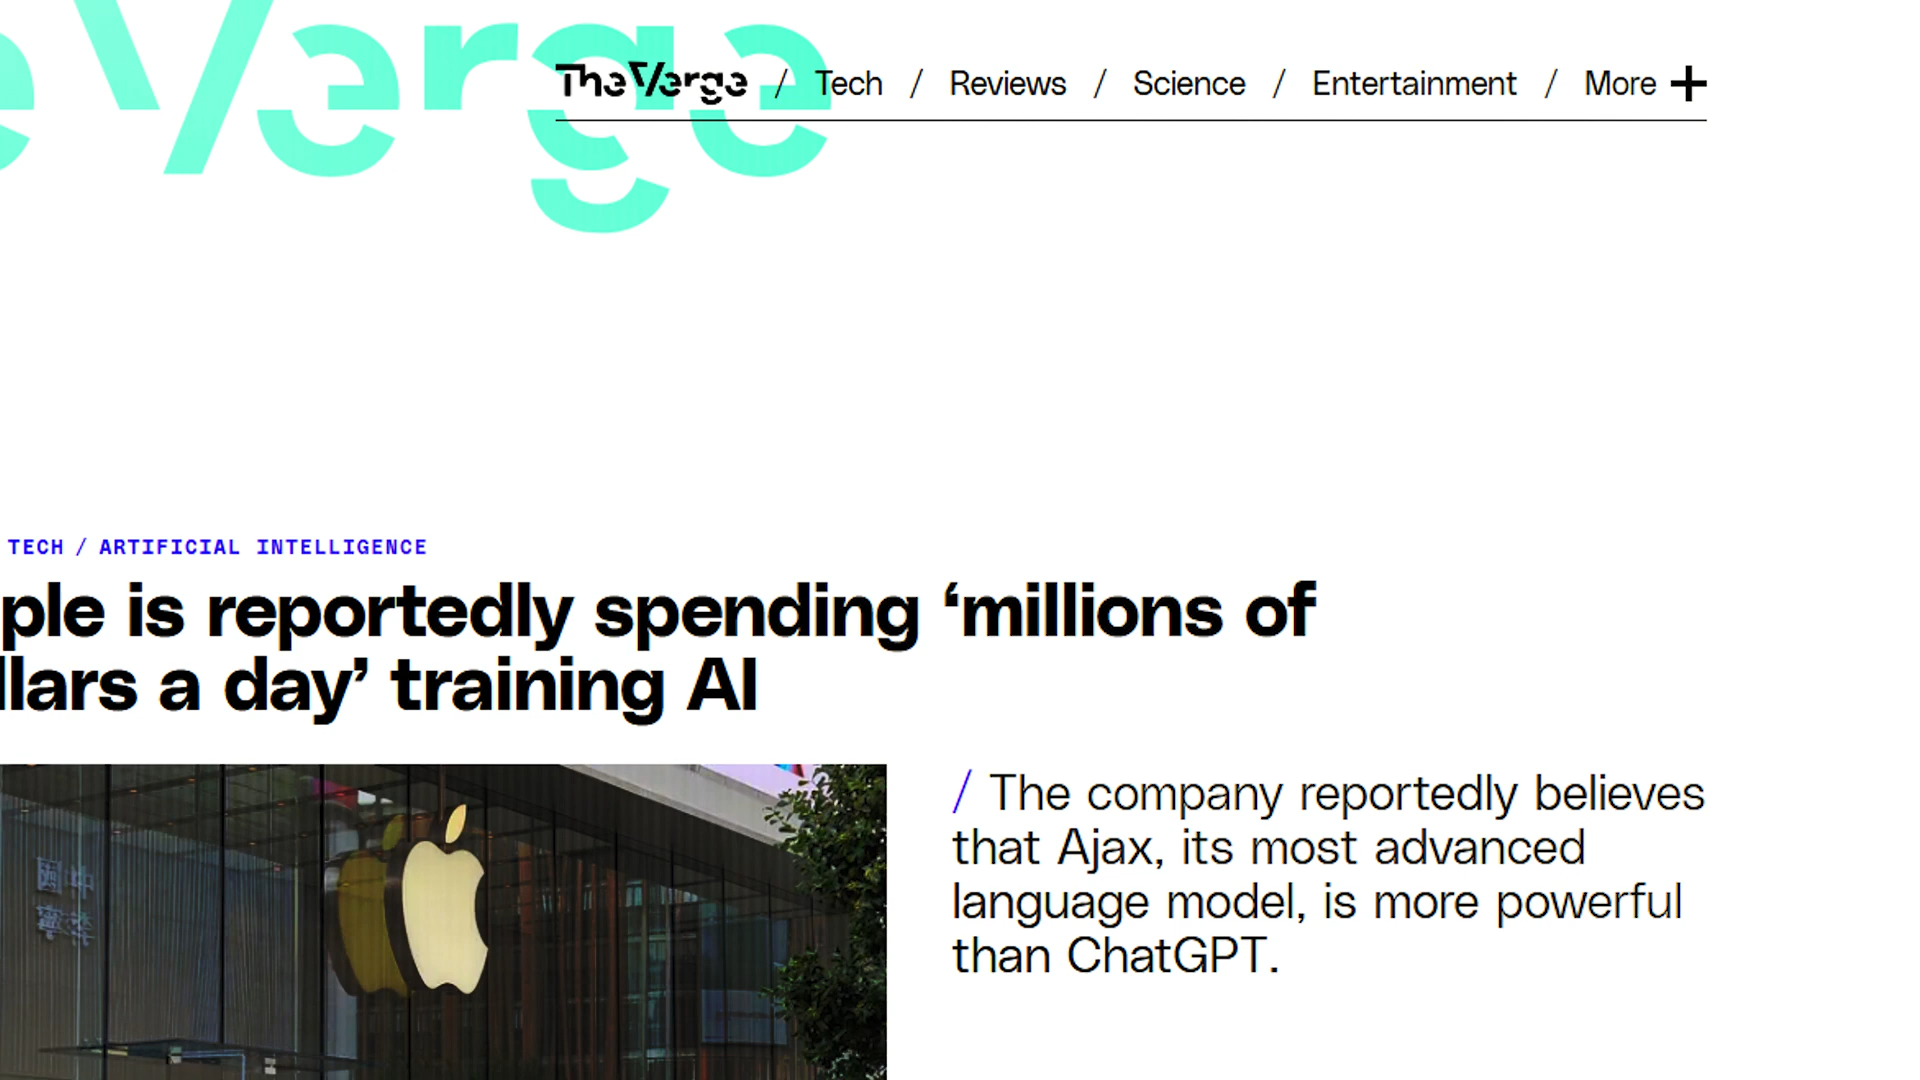 e Verge
The Verge / Tech / Reviews / Science / Entertainment / More +
TECH / ARTIFICIAL INTELLIGENCE
ple is reportedly spending ‘millions of
llars a day’ training AI
/ The company reportedly believes
that Ajax, its most advanced
language model, is more powerful
than ChatGPT.